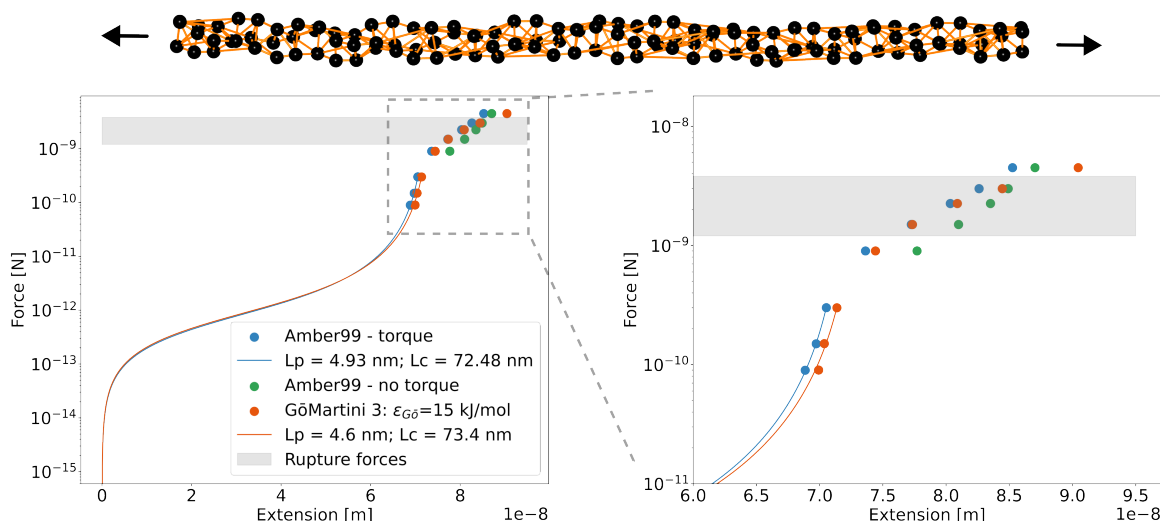 10⁻⁹
10⁻¹⁰
10⁻¹¹
10⁻¹²
10⁻¹³
10⁻¹⁴
10⁻¹⁵
Force [N]
Amber99 - torque
Lp = 4.93 nm; Lc = 72.48 nm
Amber99 - no torque
GōMartini 3: ε_Gō=15 kJ/mol
Lp = 4.6 nm; Lc = 73.4 nm
Rupture forces
0 2 4 6 8
Extension [m] 1e-8
10⁻⁸
10⁻⁹
10⁻¹⁰
10⁻¹¹
Force [N]
6.0 6.5 7.0 7.5 8.0 8.5 9.0 9.5
Extension [m] 1e-8